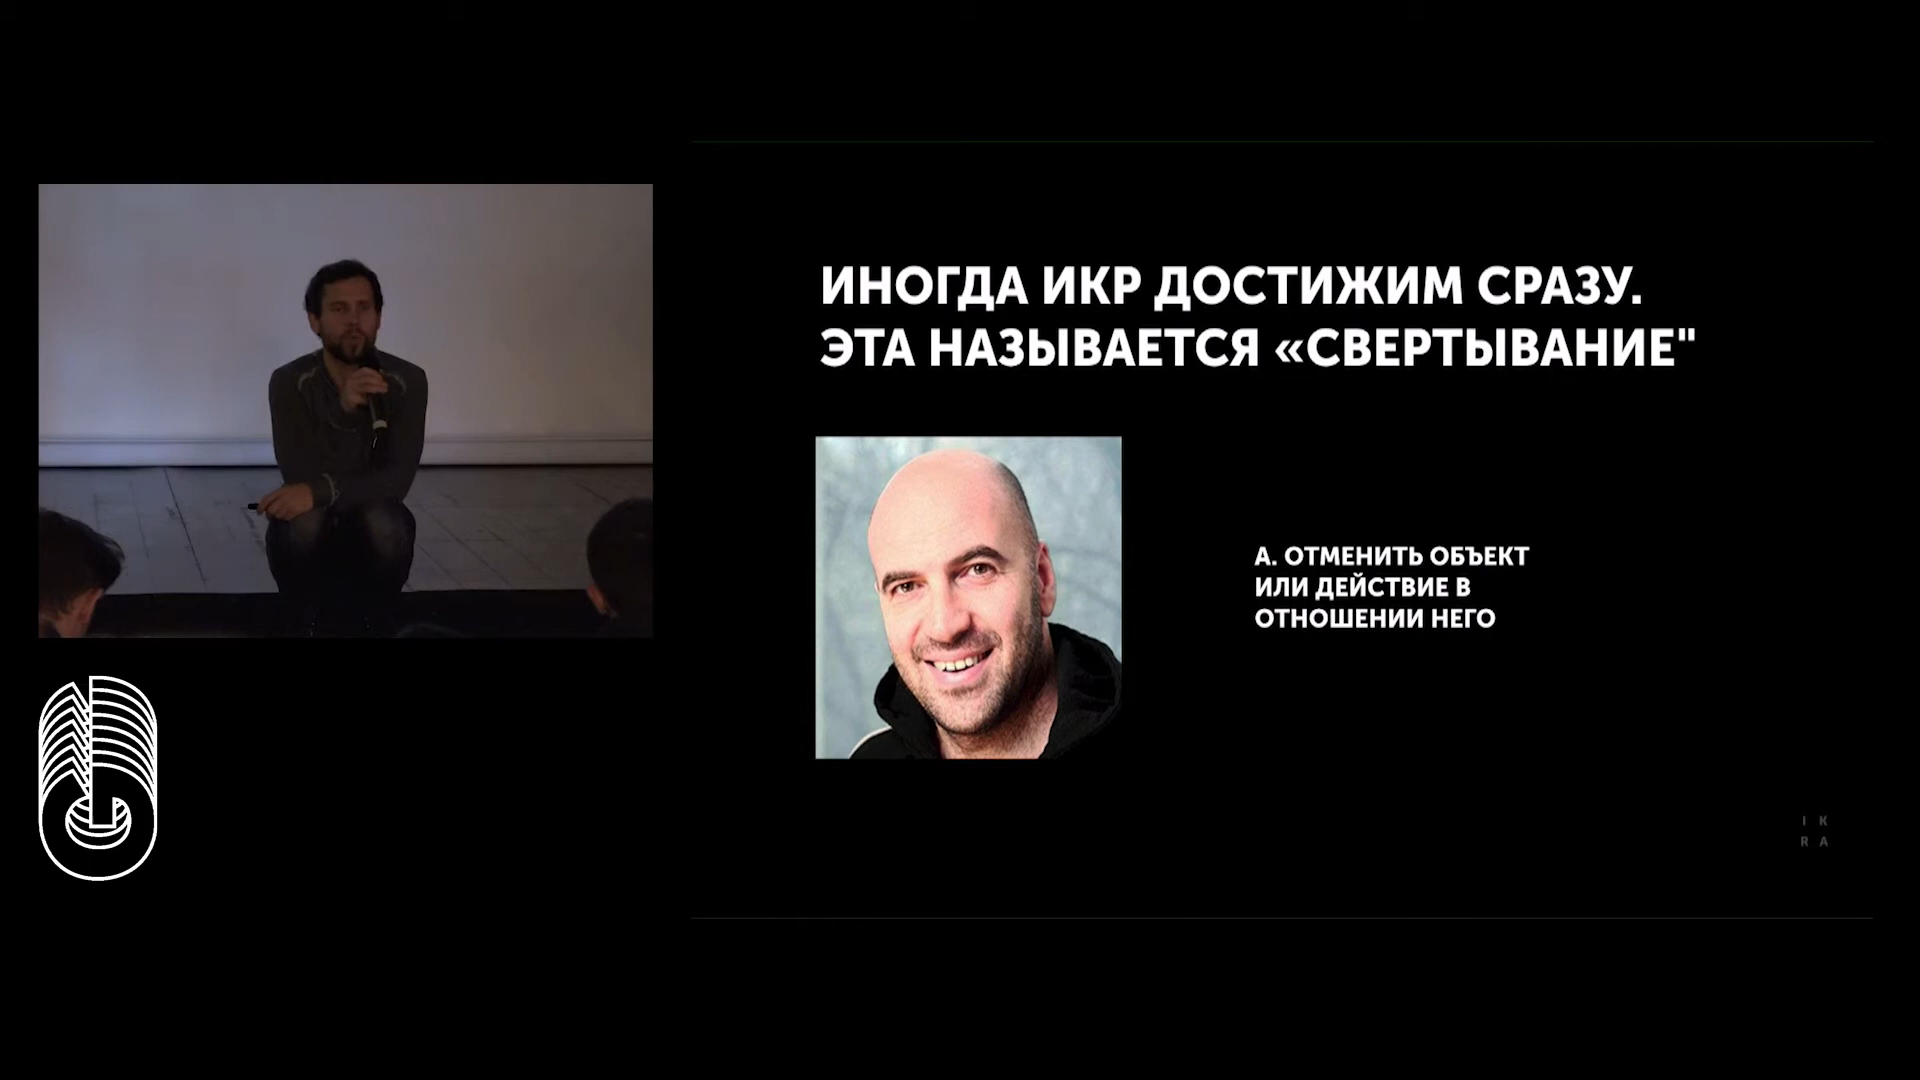 ИНОГДА ИКР ДОСТИЖИМ СРАЗУ.
ЭТА НАЗЫВАЕТСЯ «СВЕРТЫВАНИЕ"
А. ОТМЕНИТЬ ОБЪЕКТ
ИЛИ ДЕЙСТВИЕ В
ОТНОШЕНИИ НЕГО
I K
R A